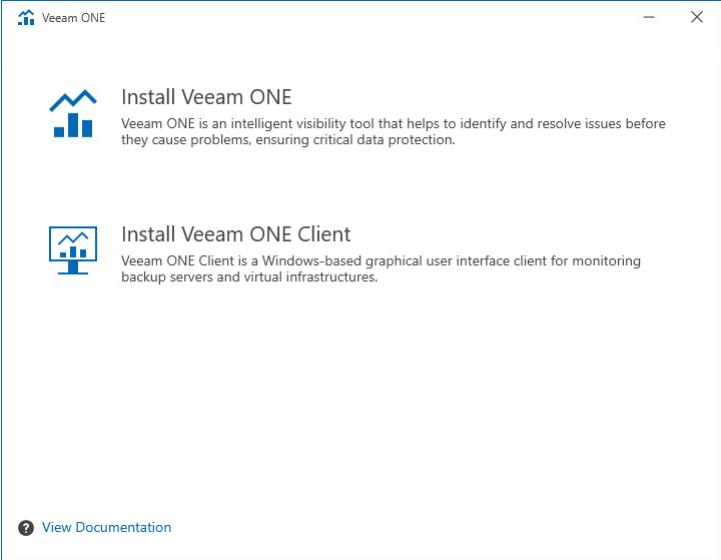 Veeam ONE
Install Veeam ONE
Veeam ONE is an intelligent visibility tool that helps to identify and resolve issues before
they cause problems, ensuring critical data protection.
Install Veeam ONE Client
Veeam ONE Client is a Windows-based graphical user interface client for monitoring
backup servers and virtual infrastructures.
? View Documentation